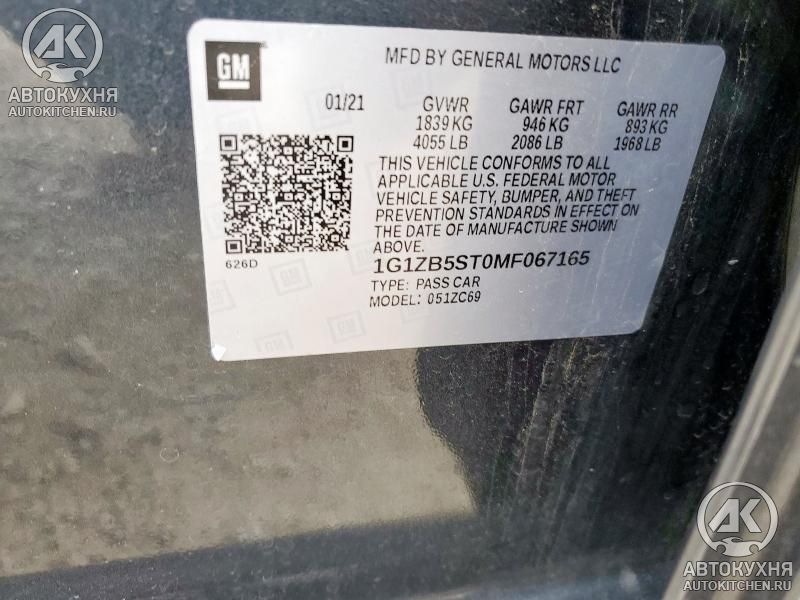 AK
АВТОКУХНЯ
AUTOKITCHEN.RU
GM
MFD BY GENERAL MOTORS LLC
01/21 GVWR GAWR FRT GAWR RR
1839 KG 946 KG 893 KG
4055 LB 2086 LB 1968 LB
THIS VEHICLE CONFORMS TO ALL
APPLICABLE U.S. FEDERAL MOTOR
VEHICLE SAFETY, BUMPER, AND THEFT
PREVENTION STANDARDS IN EFFECT ON
THE DATE OF MANUFACTURE SHOWN
ABOVE.
626D
1G1ZB5ST0MF067165
TYPE: PASS CAR
MODEL: 051ZC69
AK
АВТОКУХНЯ
AUTOKITCHEN.RU